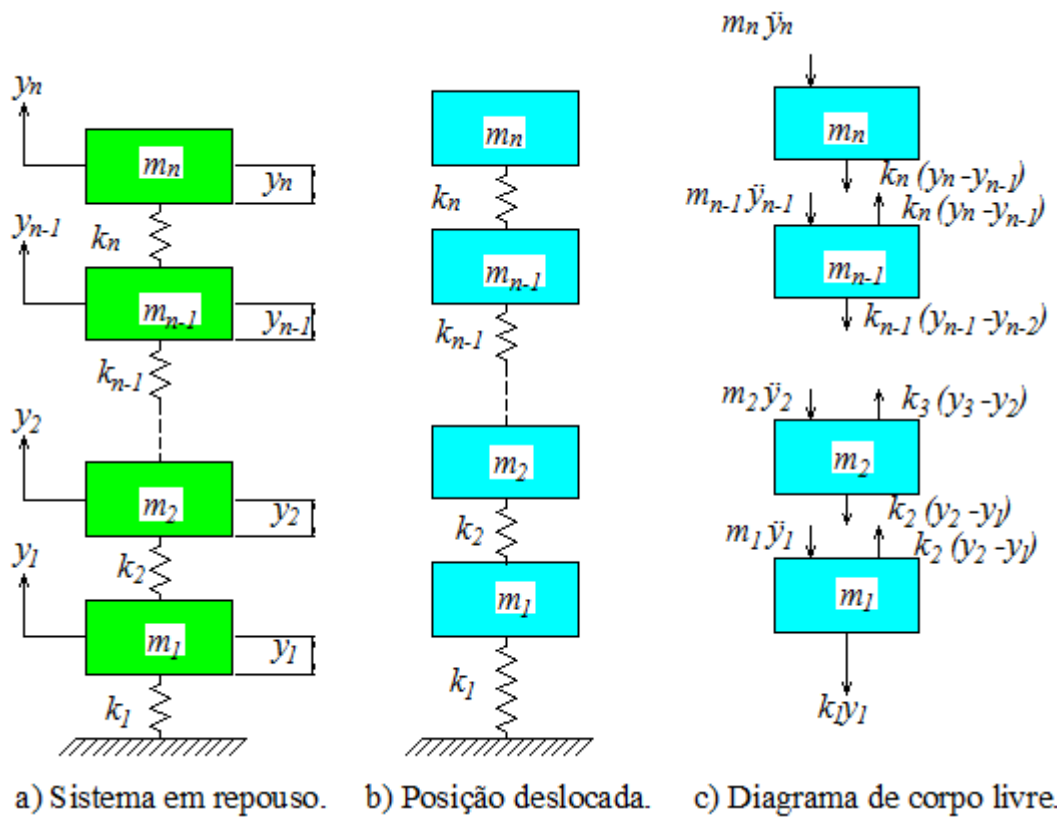 yₙ
mₙ
yₙ
kₙ
yₙ₋₁
mₙ₋₁
yₙ₋₁
kₙ₋₁
y₂
m₂
y₂
k₂
y₁
m₁
y₁
k₁
a) Sistema em repouso.
mₙ
kₙ
mₙ₋₁
kₙ₋₁
m₂
k₂
m₁
k₁
b) Posição deslocada.
mₙ ÿₙ
mₙ
kₙ (yₙ -yₙ₋₁)
mₙ₋₁ ÿₙ₋₁
kₙ (yₙ -yₙ₋₁)
mₙ₋₁
kₙ₋₁ (yₙ₋₁ -yₙ₋₂)
m₂ ÿ₂
k₃ (y₃ -y₂)
m₂
k₂ (y₂ -y₁)
m₁ ÿ₁
k₂ (y₂ -y₁)
m₁
k₁y₁
c) Diagrama de corpo livre.